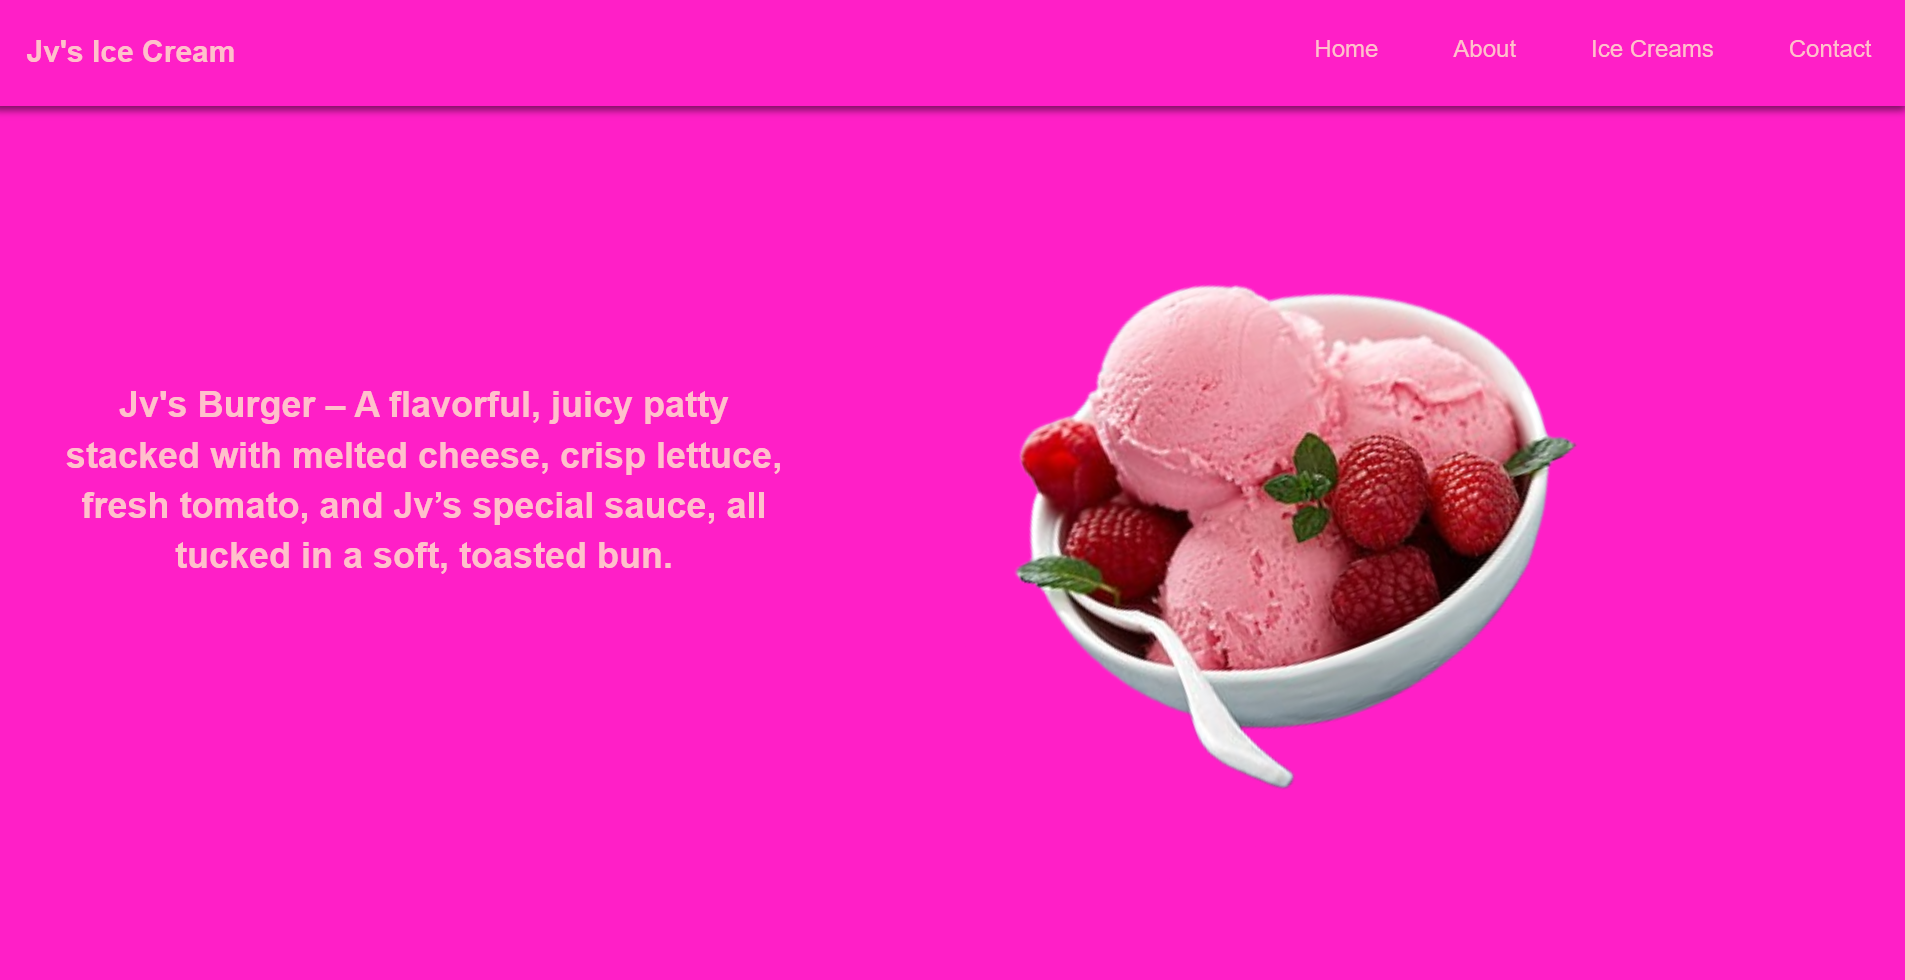 Jv's Ice Cream
Home
About
Ice Creams
Contact
Jv's Burger – A flavorful, juicy patty
stacked with melted cheese, crisp lettuce,
fresh tomato, and Jv’s special sauce, all
tucked in a soft, toasted bun.